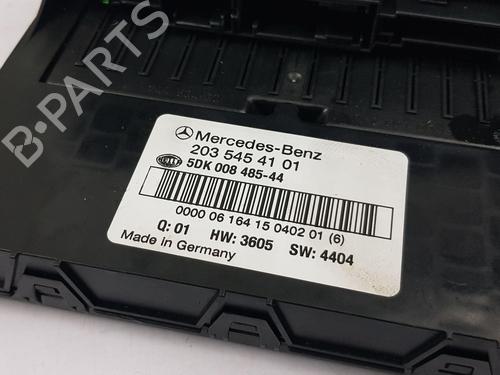 B-PARTS
Mercedes-Benz
203 545 41 01
HELLA 5DK 008 485-44
0000 06 164 15 0402 01 (6)
Q: 01 HW: 3605 SW: 4404
Made in Germany